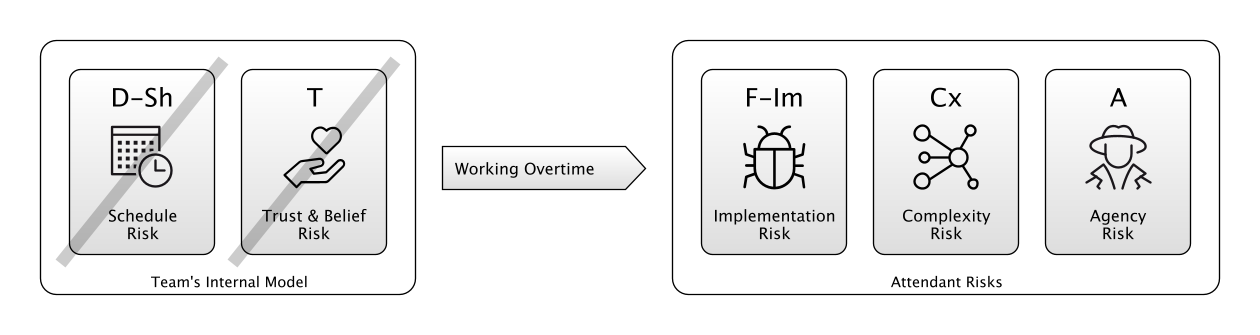 D-Sh
Schedule
Risk
T
Trust & Belief
Risk
Team's Internal Model
Working Overtime
F-Im
Implementation
Risk
Cx
Complexity
Risk
A
Agency
Risk
Attendant Risks